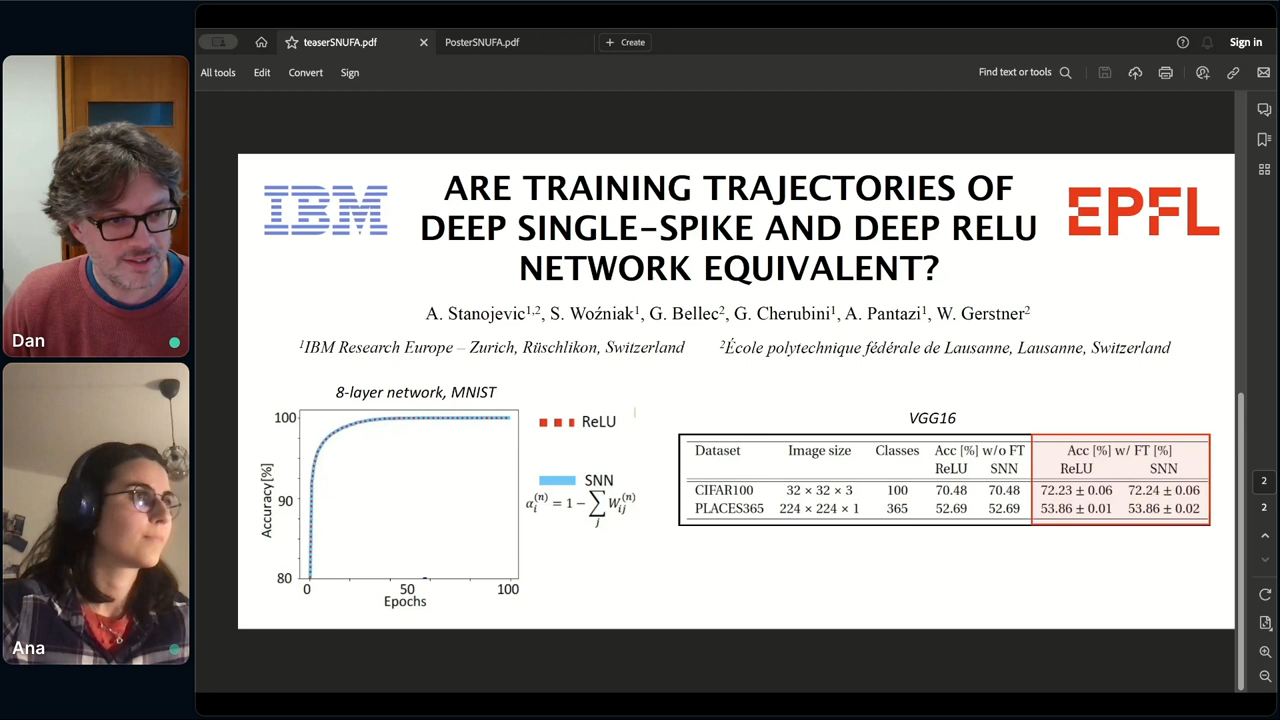 teaserSNUFA.pdf
PosterSNUFA.pdf
Create
Sign in
All tools
Edit
Convert
Sign
Find text or tools
IBM
ARE TRAINING TRAJECTORIES OF
DEEP SINGLE-SPIKE AND DEEP RELU
NETWORK EQUIVALENT?
EPFL
A. Stanojevic1,2, S. Woźniak1, G. Bellec2, G. Cherubini1, A. Pantazi1, W. Gerstner2
1IBM Research Europe – Zurich, Rüschlikon, Switzerland
2École polytechnique fédérale de Lausanne, Lausanne, Switzerland
8-layer network, MNIST
100
90
80
Accuracy[%]
0
50
100
Epochs
ReLU
SNN
α_i^(n) = 1 − ∑_j W_ij^(n)
VGG16
Dataset Image size Classes Acc [%] w/o FT Acc [%] w/ FT [%]
ReLU SNN ReLU SNN
CIFAR100 32 × 32 × 3 100 70.48 70.48 72.23 ± 0.06 72.24 ± 0.06
PLACES365 224 × 224 × 1 365 52.69 52.69 53.86 ± 0.01 53.86 ± 0.02
2
2
Dan
Ana